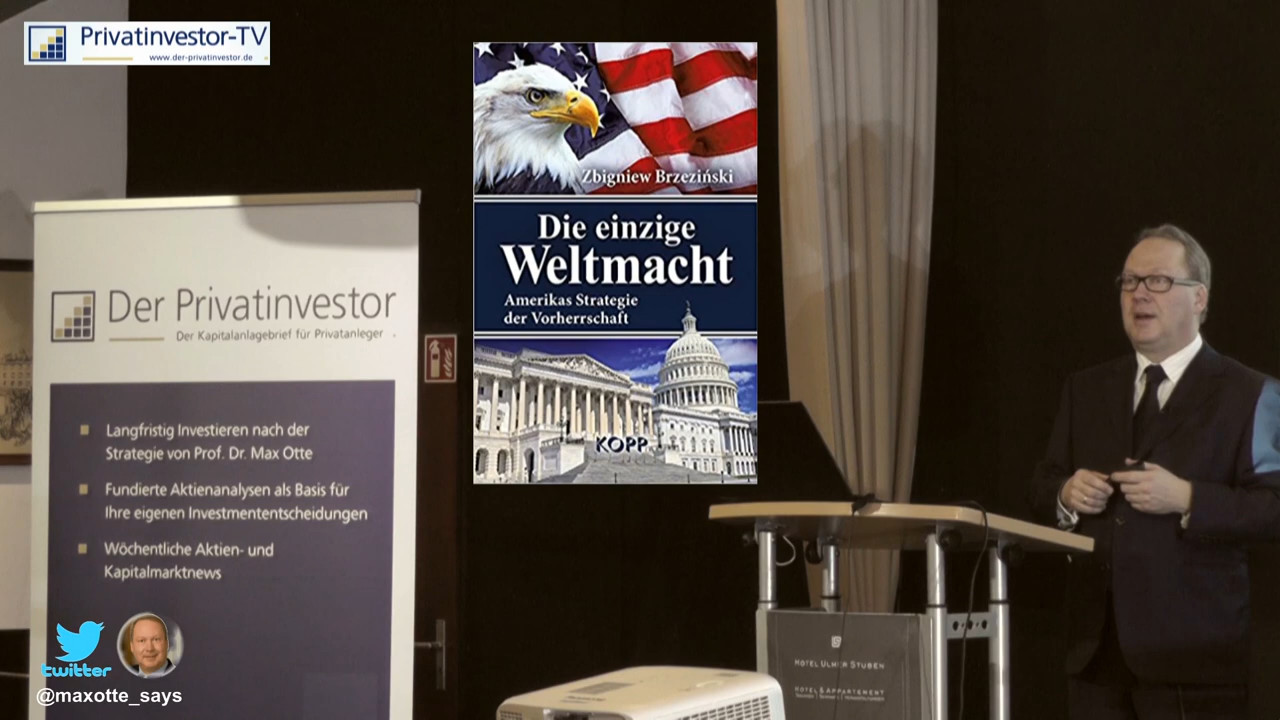 Privatinvestor-TV
www.der-privatinvestor.de
Zbigniew Brzeziński
Die einzige
Weltmacht
Amerikas Strategie
der Vorherrschaft
KOPP
Der Privatinvestor
Der Kapitalanlagebrief für Privatanleger
Langfristig Investieren nach der
Strategie von Prof. Dr. Max Otte
Fundierte Aktienanalysen als Basis für
Ihre eigenen Investmententscheidungen
Wöchentliche Aktien- und
Kapitalmarktnews
twitter
@maxotte_says
HOTEL ULMER STUBEN
HOTEL & APPARTEMENT